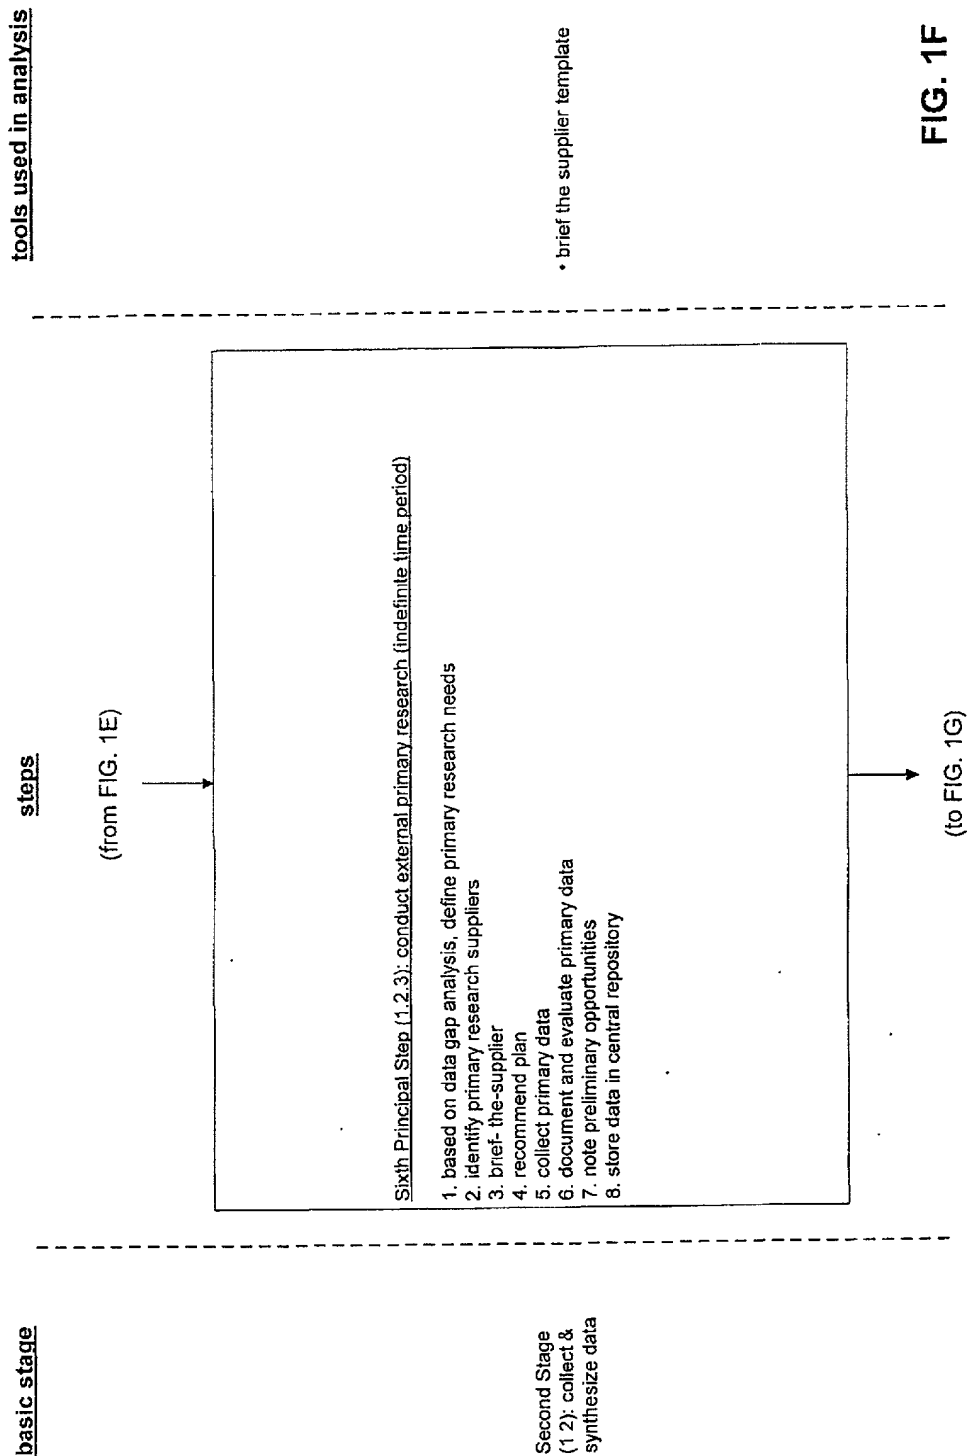 basic stage
steps
tools used in analysis
(from FIG. 1E)
Sixth Principal Step (1.2.3): conduct external primary research (indefinite time period)
1. based on data gap analysis, define primary research needs
2. identify primary research suppliers
3. brief- the-supplier
4. recommend plan
5. collect primary data
6. document and evaluate primary data
7. note preliminary opportunities
8. store data in central repository
Second Stage
(1 2): collect &
synthesize data
• brief the supplier template
(to FIG. 1G)
FIG. 1F